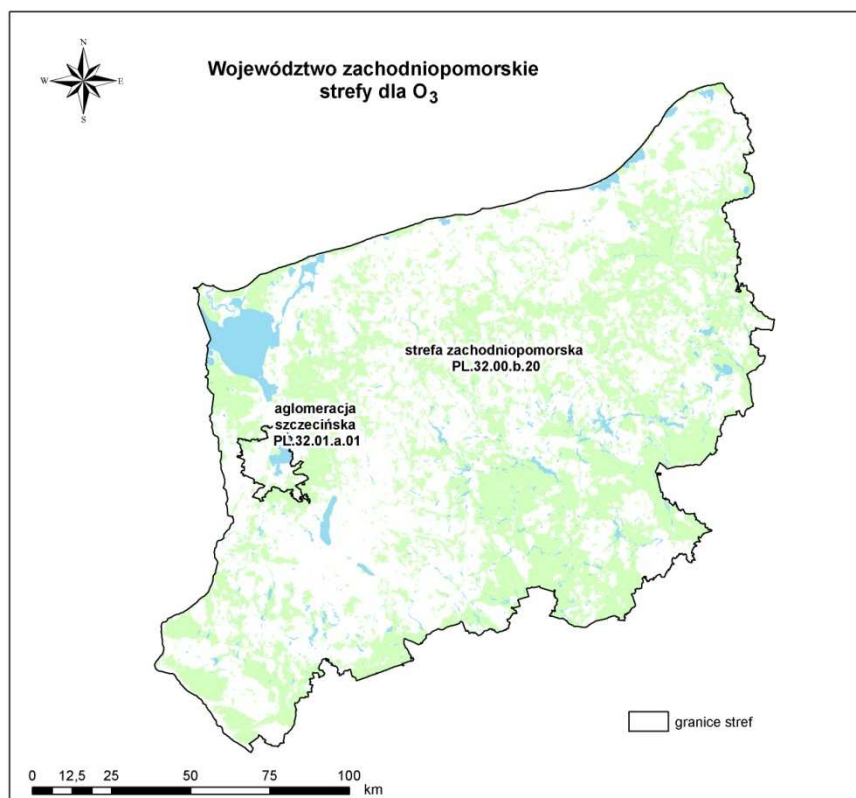 N
W E
S
Województwo zachodniopomorskie
strefy dla O₃
strefa zachodniopomorska
PL.32.00.b.20
aglomeracja
szczecińska
PL.32.01.a.01
granice stref
0 12,5 25 50 75 100
km